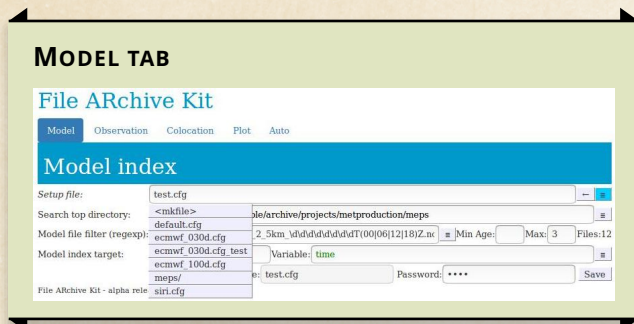 MODEL TAB
File ARchive Kit
Model Observation Colocation Plot Auto
Model index
Setup file: test.cfg ← ≡
<mkfile>
default.cfg
ecmwf_030d.cfg
ecmwf_030d.cfg_test
ecmwf_100d.cfg
meps/
siri.cfg
Search top directory: ble/archive/projects/metproduction/meps ≡
Model file filter (regexp): _2_5km_\d\d\d\d\d\d\d\dT(00|06|12|18)Z.nc ≡ Min Age: Max: 3 Files:12
Model index target: Variable: time ≡
e: test.cfg Password: •••• Save
File ARchive Kit - alpha rele